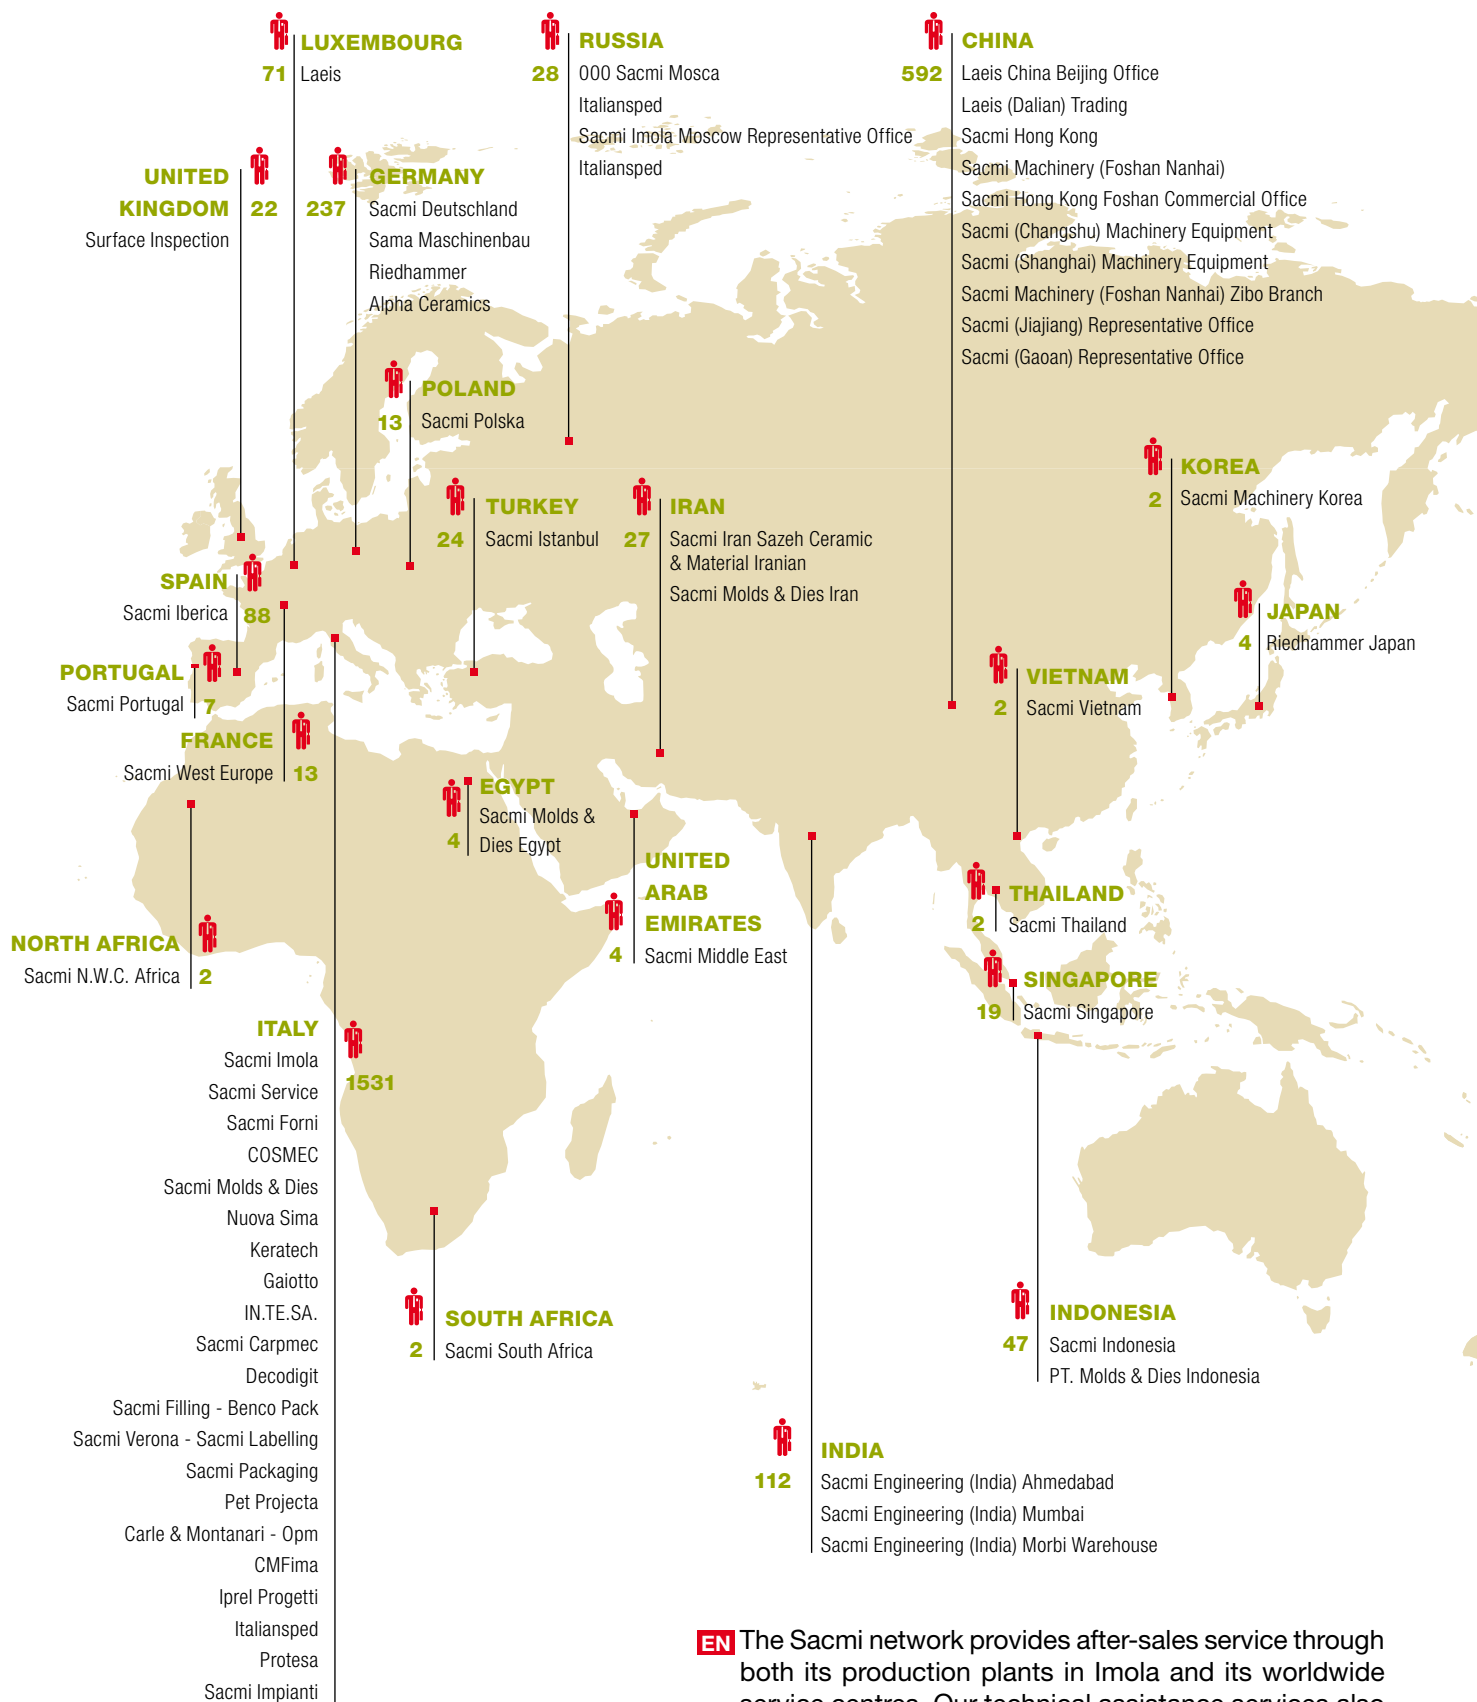 LUXEMBOURG
71 Laeis
RUSSIA
28 000 Sacmi Mosca
Italiansped
Sacmi Imola Moscow Representative Office
Italiansped
CHINA
592 Laeis China Beijing Office
Laeis (Dalian) Trading
Sacmi Hong Kong
Sacmi Machinery (Foshan Nanhai)
Sacmi Hong Kong Foshan Commercial Office
Sacmi (Changshu) Machinery Equipment
Sacmi (Shanghai) Machinery Equipment
Sacmi Machinery (Foshan Nanhai) Zibo Branch
Sacmi (Jiajiang) Representative Office
Sacmi (Gaoan) Representative Office
UNITED
KINGDOM 22
Surface Inspection
GERMANY
237 Sacmi Deutschland
Sama Maschinenbau
Riedhammer
Alpha Ceramics
POLAND
13 Sacmi Polska
TURKEY
24 Sacmi Istanbul
IRAN
27 Sacmi Iran Sazeh Ceramic
& Material Iranian
Sacmi Molds & Dies Iran
KOREA
2 Sacmi Machinery Korea
JAPAN
4 Riedhammer Japan
SPAIN
Sacmi Iberica 88
PORTUGAL
Sacmi Portugal 7
FRANCE
Sacmi West Europe 13
VIETNAM
2 Sacmi Vietnam
EGYPT
Sacmi Molds &
4 Dies Egypt
UNITED
ARAB
EMIRATES
4 Sacmi Middle East
THAILAND
2 Sacmi Thailand
SINGAPORE
19 Sacmi Singapore
NORTH AFRICA
Sacmi N.W.C. Africa 2
ITALY
Sacmi Imola
1531
Sacmi Service
Sacmi Forni
COSMEC
Sacmi Molds & Dies
Nuova Sima
Keratech
Gaiotto
IN.TE.SA.
Sacmi Carpmec
Decodigit
Sacmi Filling - Benco Pack
Sacmi Verona - Sacmi Labelling
Sacmi Packaging
Pet Projecta
Carle & Montanari - Opm
CMFima
Iprel Progetti
Italiansped
Protesa
Sacmi Impianti
SOUTH AFRICA
2 Sacmi South Africa
INDONESIA
47 Sacmi Indonesia
PT. Molds & Dies Indonesia
INDIA
112 Sacmi Engineering (India) Ahmedabad
Sacmi Engineering (India) Mumbai
Sacmi Engineering (India) Morbi Warehouse
EN The Sacmi network provides after-sales service through
both its production plants in Imola and its worldwide
service centres. Our technical assistance services also